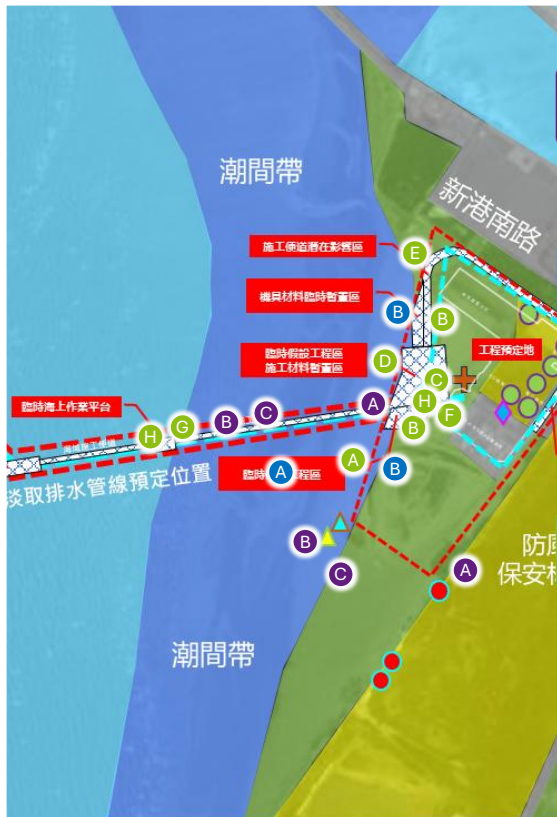 潮間帶
新港南路
施工便道潛在影響區
E
機具材料臨時暫置區
B
B
臨時假設工程區
施工材料暫置區
D
工程預定地
C
臨時海上作業平台
H
G
B
C
A
H
F
B
淡取排水管線預定位置
臨時
A
程區
A
B
B
C
A
防風
保安林
潮間帶